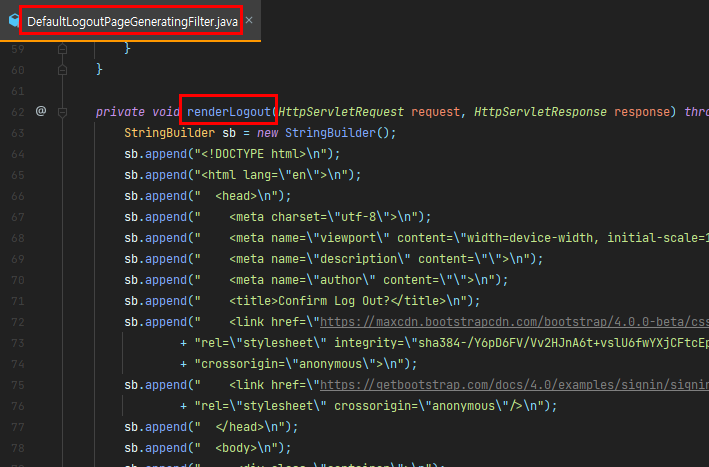 DefaultLogoutPageGeneratingFilter.java ×
59 }
60 }
61
@ 62 private void renderLogout(HttpServletRequest request, HttpServletResponse response) thro
63 StringBuilder sb = new StringBuilder();
64 sb.append("<!DOCTYPE html>\n");
65 sb.append("<html lang=\"en\">\n");
66 sb.append("  <head>\n");
67 sb.append("    <meta charset=\"utf-8\">\n");
68 sb.append("    <meta name=\"viewport\" content=\"width=device-width, initial-scale=1
69 sb.append("    <meta name=\"description\" content=\"\">\n");
70 sb.append("    <meta name=\"author\" content=\"\">\n");
71 sb.append("    <title>Confirm Log Out?</title>\n");
72 sb.append("    <link href=\"https://maxcdn.bootstrapcdn.com/bootstrap/4.0.0-beta/css
73 + "rel=\"stylesheet\" integrity=\"sha384-/Y6pD6FV/Vv2HJnA6t+vslU6fwYXjCFtcEp
74 + "crossorigin=\"anonymous\">\n");
75 sb.append("    <link href=\"https://getbootstrap.com/docs/4.0/examples/signin/signin
76 + "rel=\"stylesheet\" crossorigin=\"anonymous\"/>\n");
77 sb.append("  </head>\n");
78 sb.append("  <body>\n");